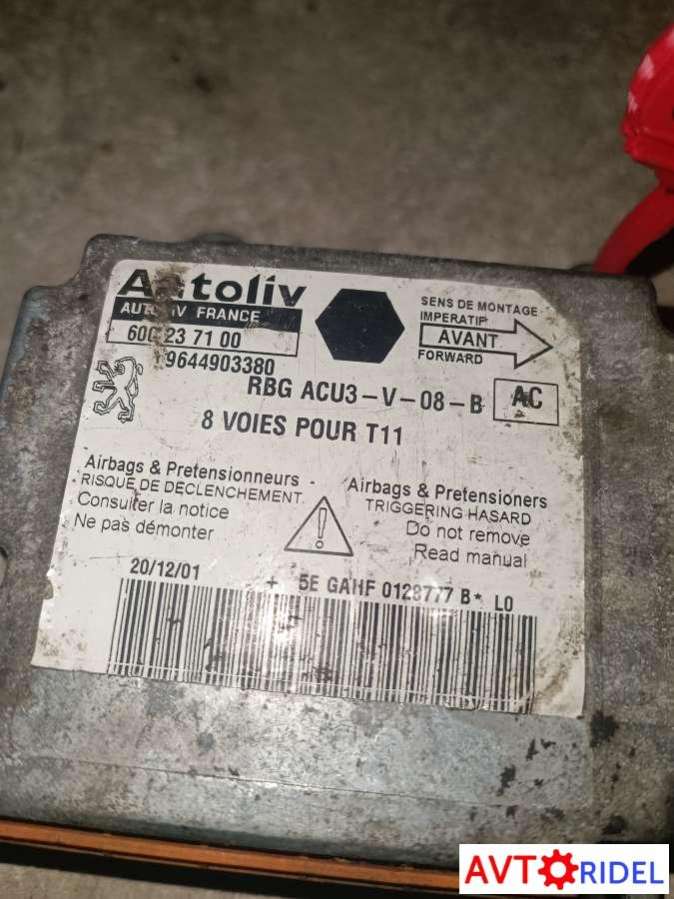 Autoliv
AUTOLIV FRANCE
600 23 71 00
9644903380
SENS DE MONTAGE
IMPERATIF
AVANT
FORWARD
RBG ACU3-V-08-B
AC
8 VOIES POUR T11
Airbags & Pretensionneurs -
RISQUE DE DECLENCHEMENT
Consulter la notice
Ne pas démonter
Airbags & Pretensioners
TRIGGERING HASARD
Do not remove
Read manual
20/12/01 + 5E GAHF 0128777 B* L0
AVTORIDEL